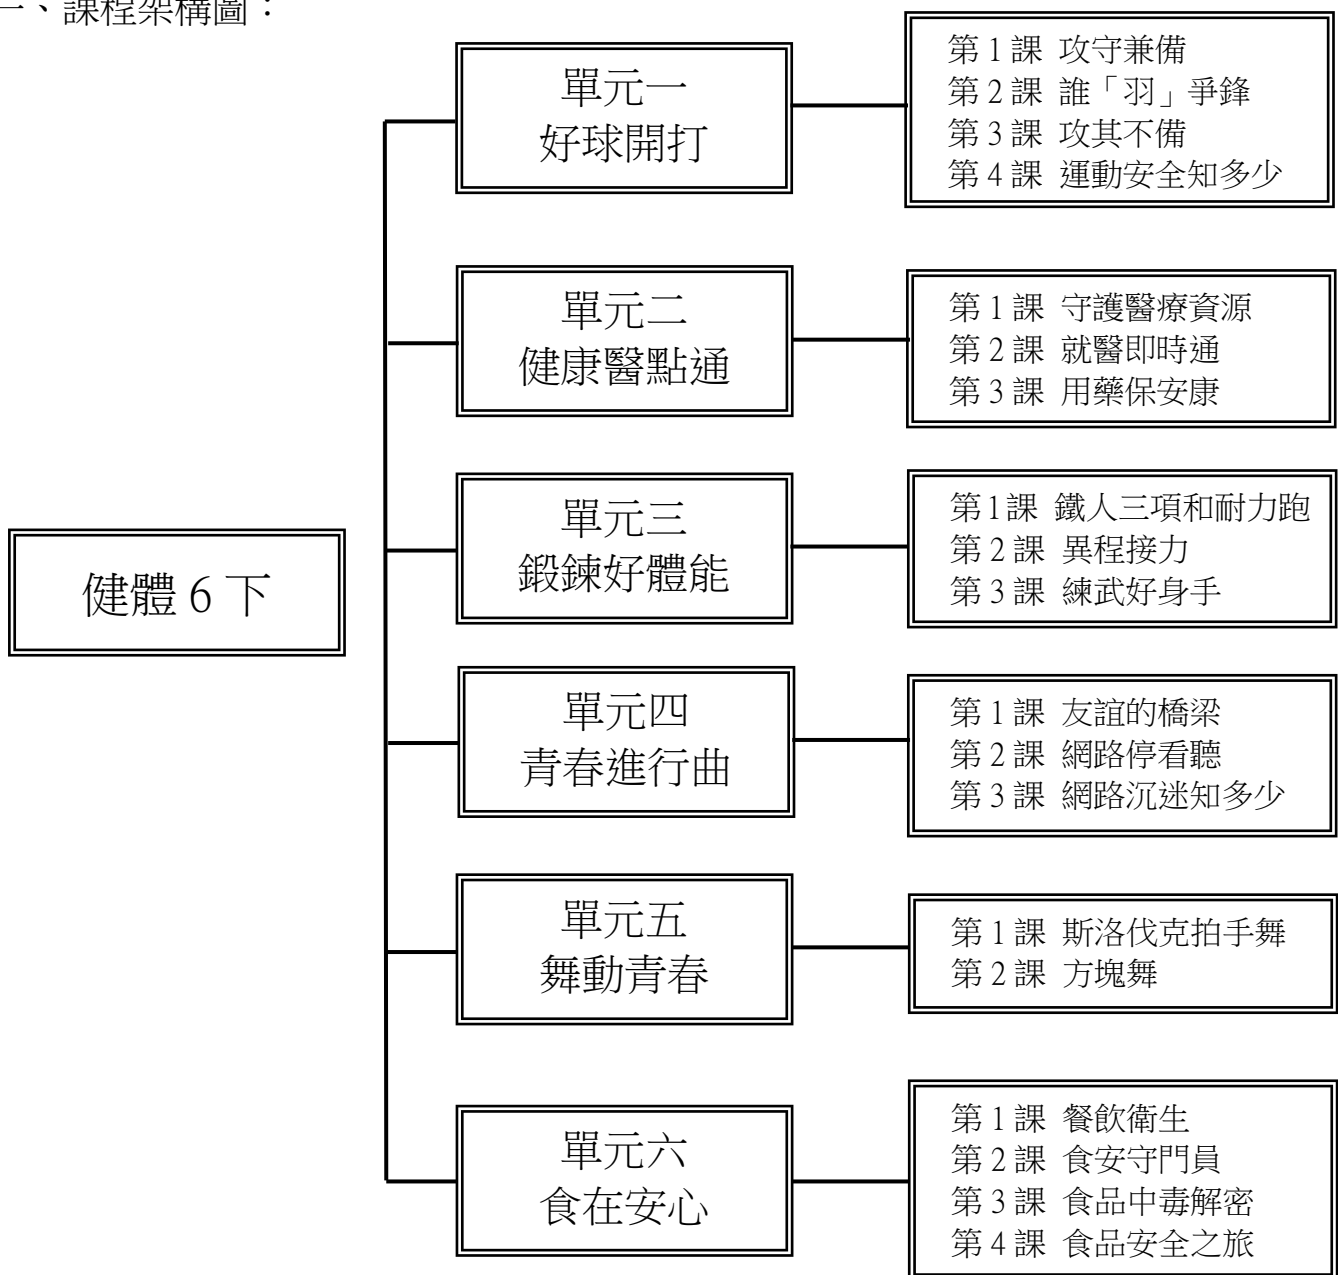 一、課程架構圖：
健體 6 下
單元一
好球開打
第 1 課 攻守兼備
第 2 課 誰「羽」爭鋒
第 3 課 攻其不備
第 4 課 運動安全知多少
單元二
健康醫點通
第 1 課 守護醫療資源
第 2 課 就醫即時通
第 3 課 用藥保安康
單元三
鍛鍊好體能
第 1 課 鐵人三項和耐力跑
第 2 課 異程接力
第 3 課 練武好身手
單元四
青春進行曲
第 1 課 友誼的橋梁
第 2 課 網路停看聽
第 3 課 網路沉迷知多少
單元五
舞動青春
第 1 課 斯洛伐克拍手舞
第 2 課 方塊舞
單元六
食在安心
第 1 課 餐飲衛生
第 2 課 食安守門員
第 3 課 食品中毒解密
第 4 課 食品安全之旅